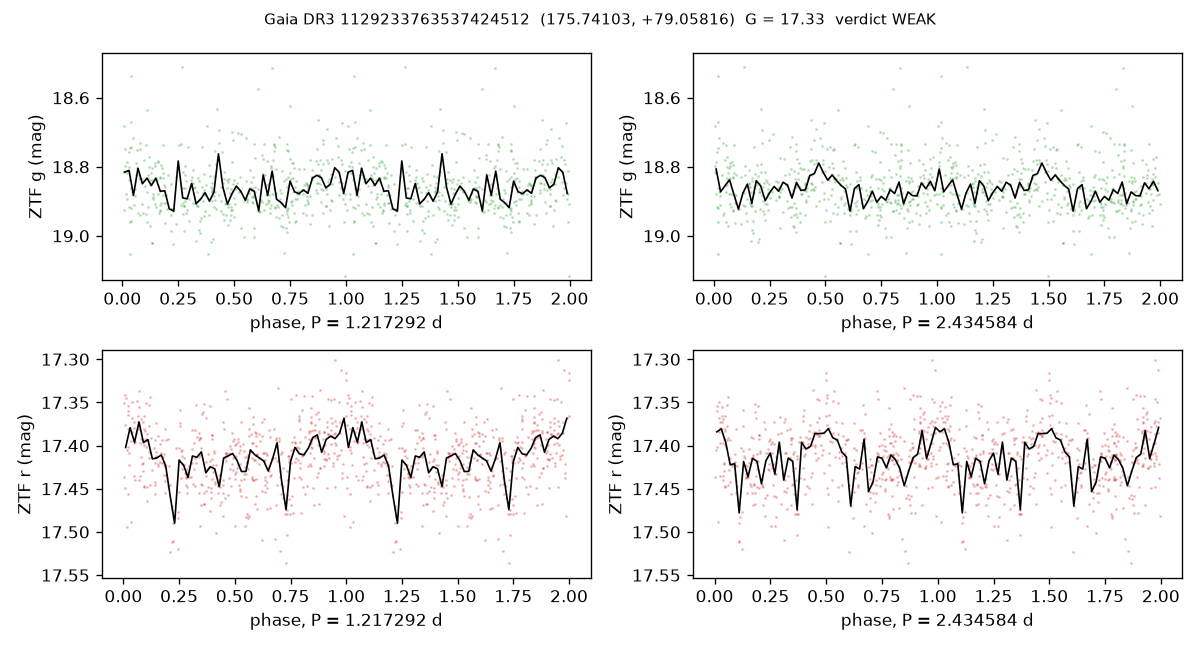 Gaia DR3 1129233763537424512  (175.74103, +79.05816)  G = 17.33  verdict WEAK
ZTF g (mag)
18.6
18.8
19.0
0.00 0.25 0.50 0.75 1.00 1.25 1.50 1.75 2.00
phase, P = 1.217292 d
ZTF g (mag)
18.6
18.8
19.0
0.00 0.25 0.50 0.75 1.00 1.25 1.50 1.75 2.00
phase, P = 2.434584 d
ZTF r (mag)
17.30
17.35
17.40
17.45
17.50
17.55
0.00 0.25 0.50 0.75 1.00 1.25 1.50 1.75 2.00
phase, P = 1.217292 d
ZTF r (mag)
17.30
17.35
17.40
17.45
17.50
17.55
0.00 0.25 0.50 0.75 1.00 1.25 1.50 1.75 2.00
phase, P = 2.434584 d